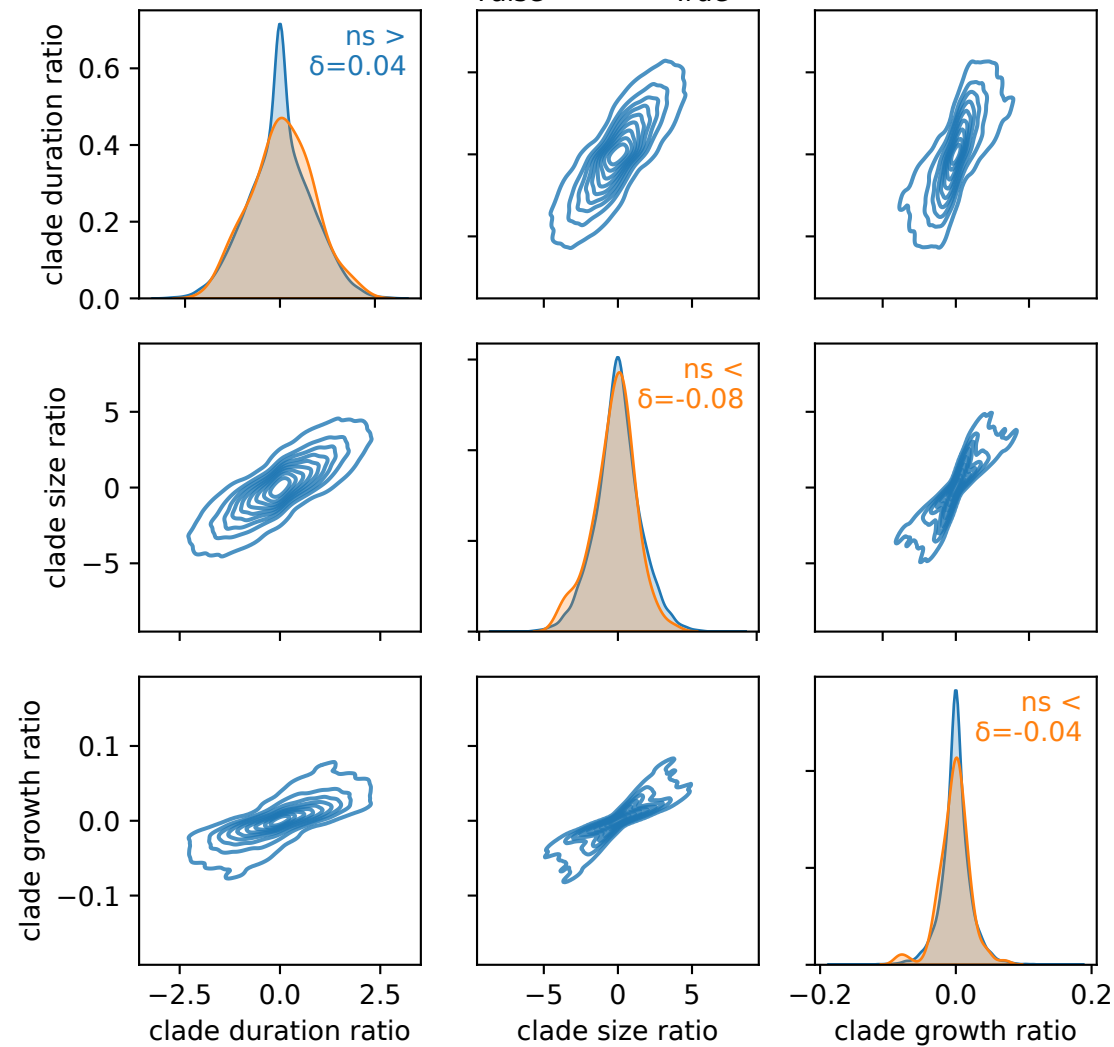 clade duration ratio
0.6
0.4
0.2
0.0
ns >
δ=0.04
clade size ratio
5
0
−5
ns <
δ=-0.08
clade growth ratio
0.1
0.0
−0.1
ns <
δ=-0.04
−2.5 0.0 2.5
−5 0 5
−0.2 0.0 0.2
clade duration ratio
clade size ratio
clade growth ratio